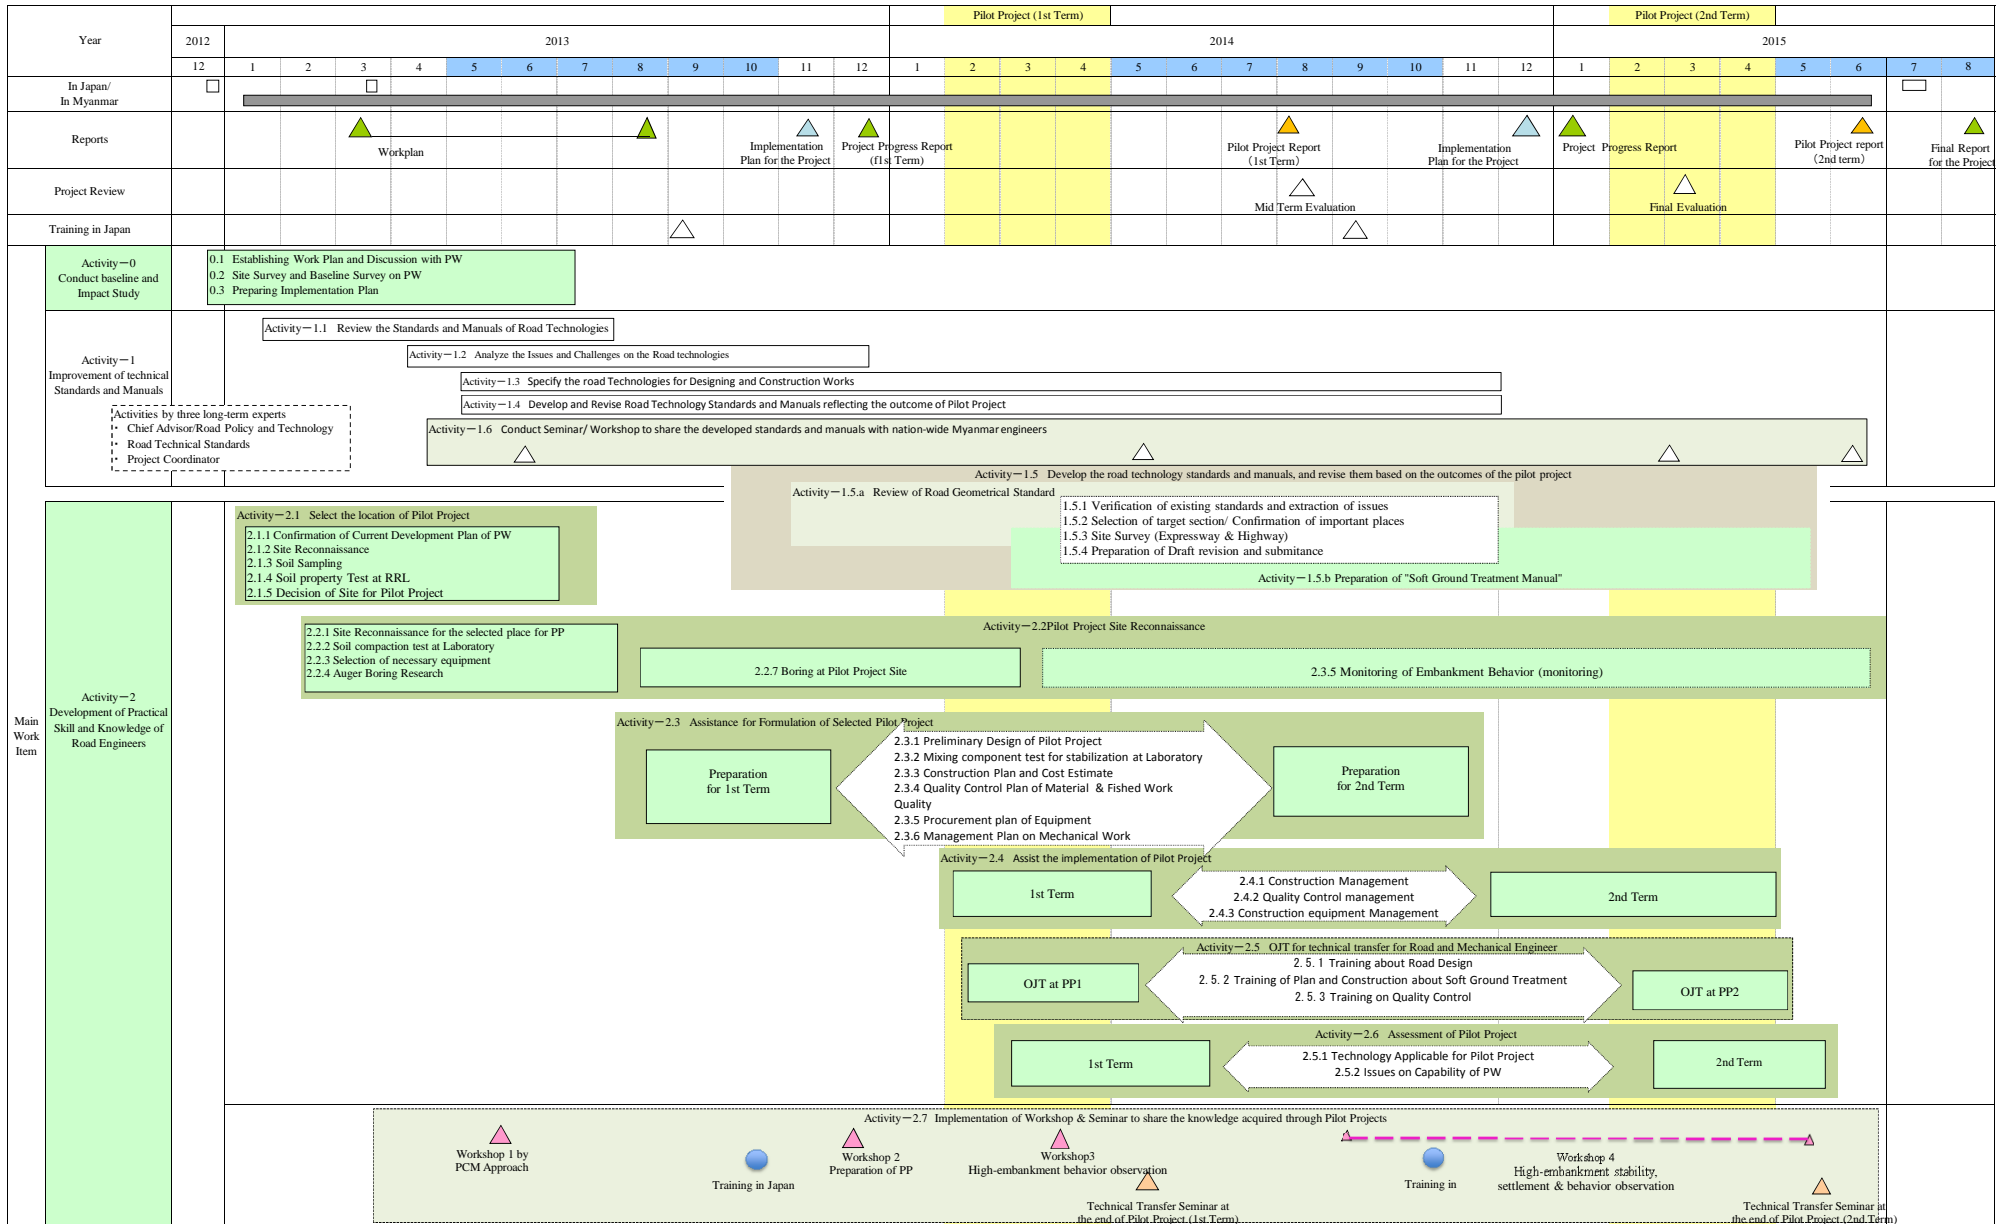 Pilot Project (1st Term)
Pilot Project (2nd Term)
Year
2012
2013
2014
2015
12 1 2 3 4 5 6 7 8 9 10 11 12 1 2 3 4 5 6 7 8 9 10 11 12 1 2 3 4 5 6 7 8
In Japan/
In Myanmar
Reports
Workplan
Implementation
Plan for the Project
Project Progress Report
(f1st Term)
Pilot Project Report
(1st Term)
Implementation
Plan for the Project
Project Progress Report
Pilot Project report
(2nd term)
Final Report
for the Project
Project Review
Mid Term Evaluation
Final Evaluation
Training in Japan
Activity－0
Conduct baseline and
Impact Study
0.1 Establishing Work Plan and Discussion with PW
0.2 Site Survey and Baseline Survey on PW
0.3 Preparing Implementation Plan
Activity－1
Improvement of technical
Standards and Manuals
Activity－1.1 Review the Standards and Manuals of Road Technologies
Activity－1.2 Analyze the Issues and Challenges on the Road technologies
Activity－1.3 Specify the road Technologies for Designing and Construction Works
Activity－1.4 Develop and Revise Road Technology Standards and Manuals reflecting the outcome of Pilot Project
Activities by three long-term experts
・ Chief Advisor/Road Policy and Technology
・ Road Technical Standards
・ Project Coordinator
Activity－1.6 Conduct Seminar/ Workshop to share the developed standards and manuals with nation-wide Myanmar engineers
Activity－1.5 Develop the road technology standards and manuals, and revise them based on the outcomes of the pilot project
Activity－1.5.a Review of Road Geometrical Standard
1.5.1 Verification of existing standards and extraction of issues
1.5.2 Selection of target section/ Confirmation of important places
1.5.3 Site Survey (Expressway & Highway)
1.5.4 Preparation of Draft revision and submitance
Activity－1.5.b Preparation of "Soft Ground Treatment Manual"
Main
Work
Item
Activity－2
Development of Practical
Skill and Knowledge of
Road Engineers
Activity－2.1 Select the location of Pilot Project
2.1.1 Confirmation of Current Development Plan of PW
2.1.2 Site Reconnaissance
2.1.3 Soil Sampling
2.1.4 Soil property Test at RRL
2.1.5 Decision of Site for Pilot Project
Activity－2.2Pilot Project Site Reconnaissance
2.2.1 Site Reconnaissance for the selected place for PP
2.2.2 Soil compaction test at Laboratory
2.2.3 Selection of necessary equipment
2.2.4 Auger Boring Research
2.2.7 Boring at Pilot Project Site
2.3.5 Monitoring of Embankment Behavior (monitoring)
Activity－2.3 Assistance for Formulation of Selected Pilot Project
Preparation
for 1st Term
2.3.1 Preliminary Design of Pilot Project
2.3.2 Mixing component test for stabilization at Laboratory
2.3.3 Construction Plan and Cost Estimate
2.3.4 Quality Control Plan of Material & Fished Work
Quality
2.3.5 Procurement plan of Equipment
2.3.6 Management Plan on Mechanical Work
Preparation
for 2nd Term
Activity－2.4 Assist the implementation of Pilot Project
1st Term
2.4.1 Construction Management
2.4.2 Quality Control management
2.4.3 Construction equipment Management
2nd Term
Activity－2.5 OJT for technical transfer for Road and Mechanical Engineer
OJT at PP1
2. 5. 1 Training about Road Design
2. 5. 2 Training of Plan and Construction about Soft Ground Treatment
2. 5. 3 Training on Quality Control
OJT at PP2
Activity－2.6 Assessment of Pilot Project
1st Term
2.5.1 Technology Applicable for Pilot Project
2.5.2 Issues on Capability of PW
2nd Term
Activity－2.7 Implementation of Workshop & Seminar to share the knowledge acquired through Pilot Projects
Workshop 1 by
PCM Approach
Training in Japan
Workshop 2
Preparation of PP
Workshop3
High-embankment behavior observation
Technical Transfer Seminar at
the end of Pilot Project (1st Term)
Training in
Workshop 4
High-embankment stability,
settlement & behavior observation
Technical Transfer Seminar at
the end of Pilot Project (2nd Term)